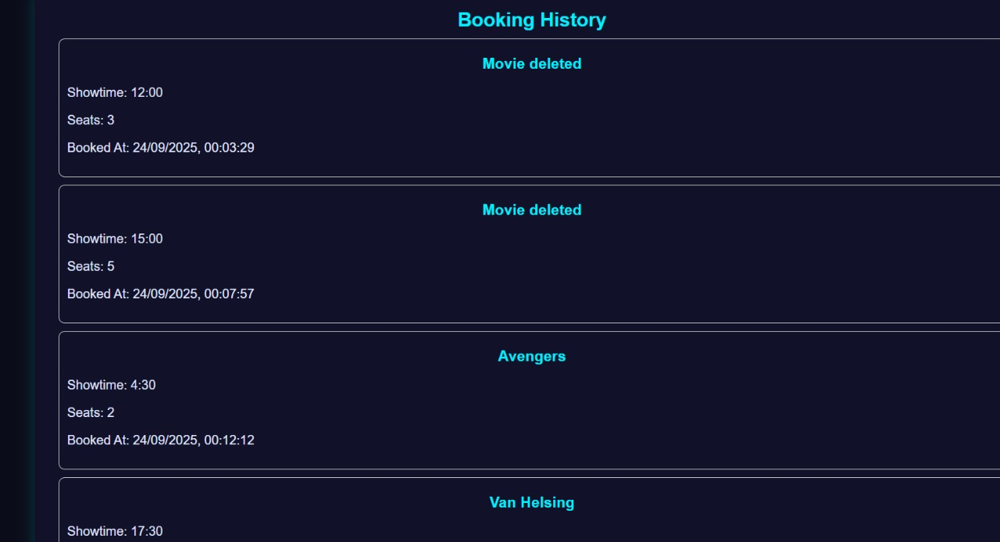 Booking History
Movie deleted
Showtime: 12:00
Seats: 3
Booked At: 24/09/2025, 00:03:29
Movie deleted
Showtime: 15:00
Seats: 5
Booked At: 24/09/2025, 00:07:57
Avengers
Showtime: 4:30
Seats: 2
Booked At: 24/09/2025, 00:12:12
Van Helsing
Showtime: 17:30